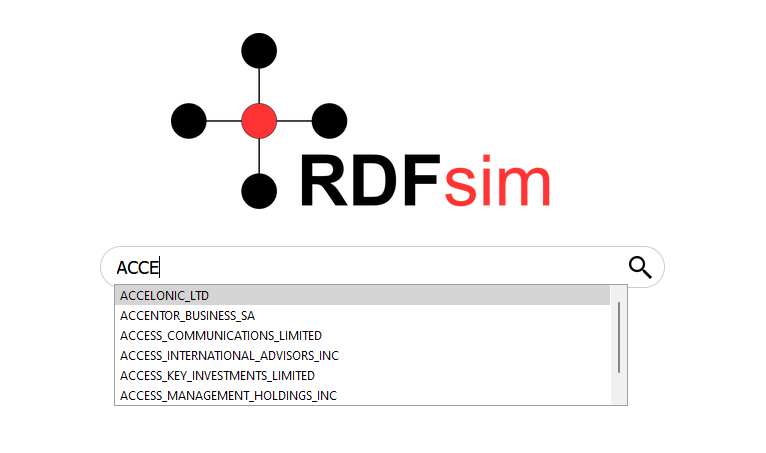 RDFsim
ACCE
ACCELONIC_LTD
ACCENTOR_BUSINESS_SA
ACCESS_COMMUNICATIONS_LIMITED
ACCESS_INTERNATIONAL_ADVISORS_INC
ACCESS_KEY_INVESTMENTS_LIMITED
ACCESS_MANAGEMENT_HOLDINGS_INC